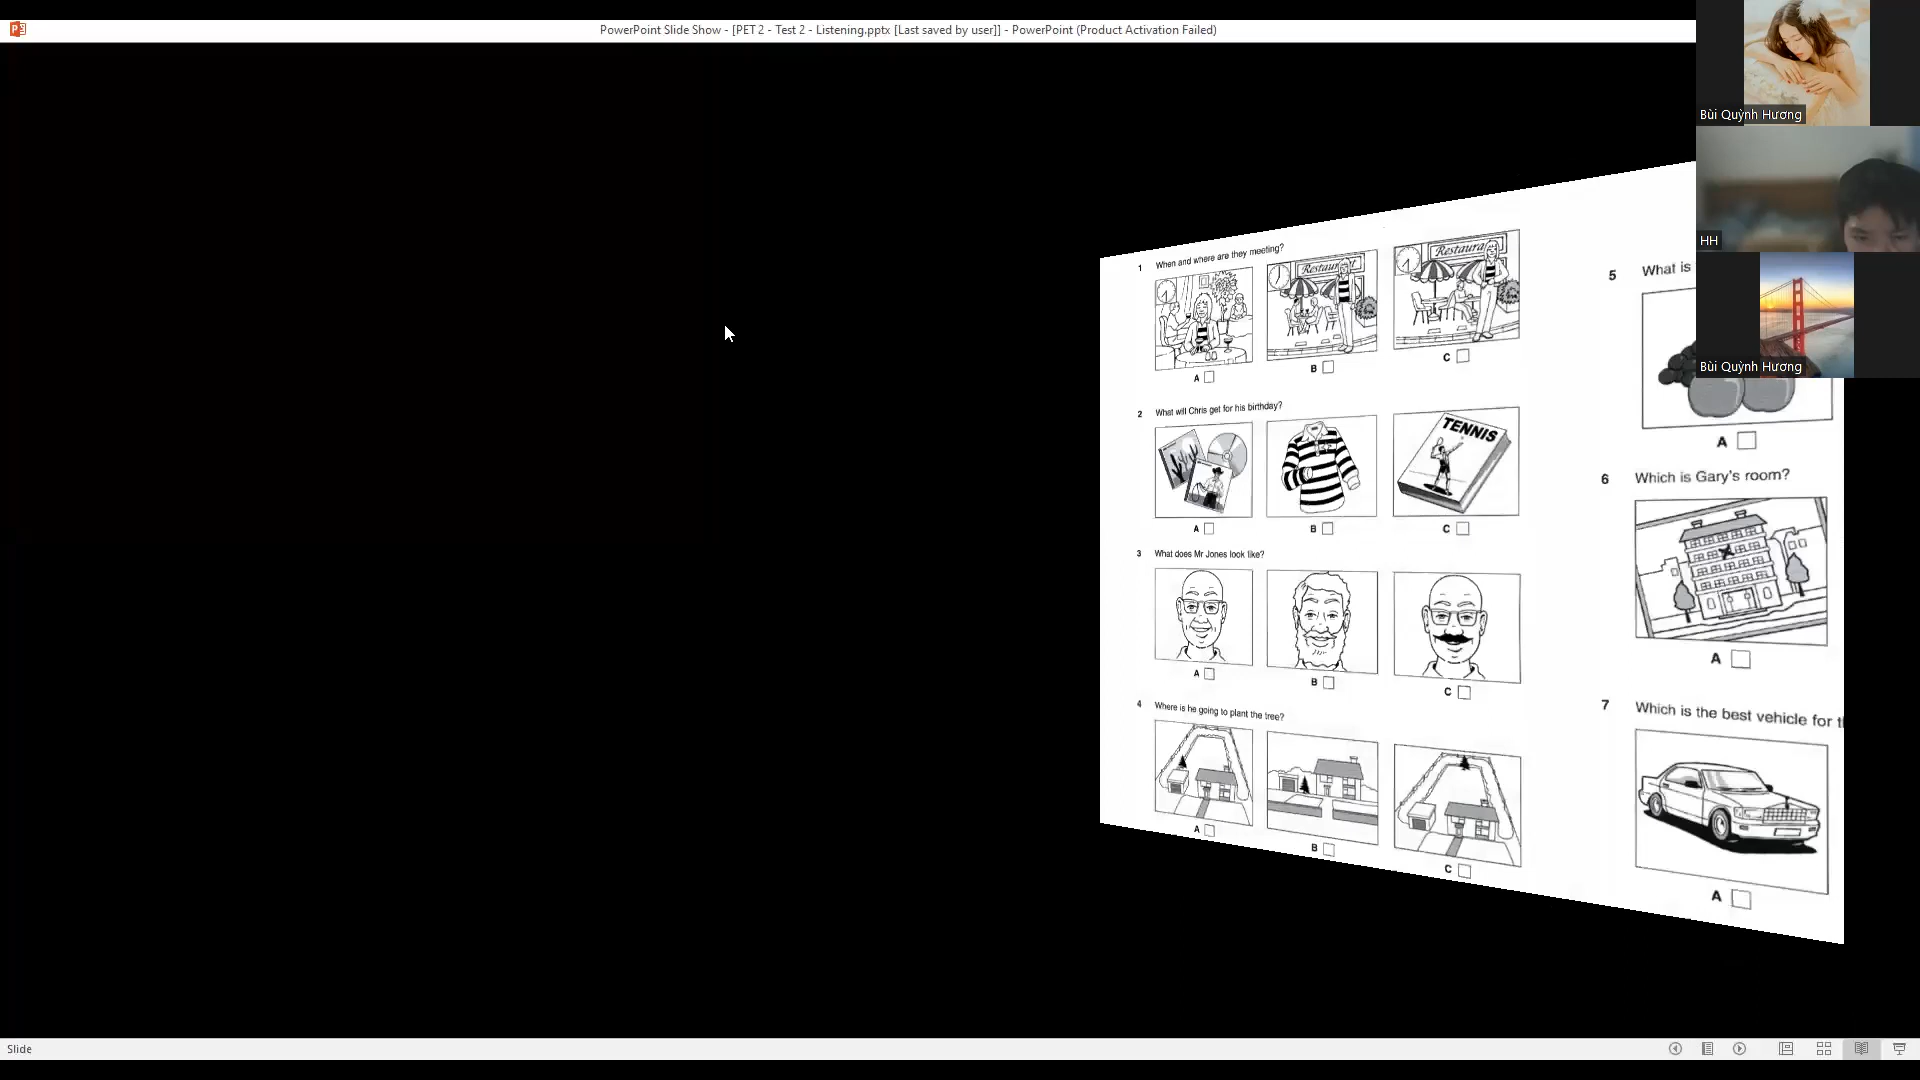 PowerPoint Slide Show - [PET 2 - Test 2 - Listening.pptx [Last saved by user]] - PowerPoint (Product Activation Failed)
Bùi Quỳnh Hương
HH
Bùi Quỳnh Hương
1 When and where are they meeting?
Restaurant
Restaura
A
B
C
2 What will Chris get for his birthday?
TENNIS
A
B
C
3 What does Mr Jones look like?
A
B
C
4 Where is he going to plant the tree?
A
B
C
5 What is
A
6 Which is Gary's room?
A
7 Which is the best vehicle for t
A
Slide